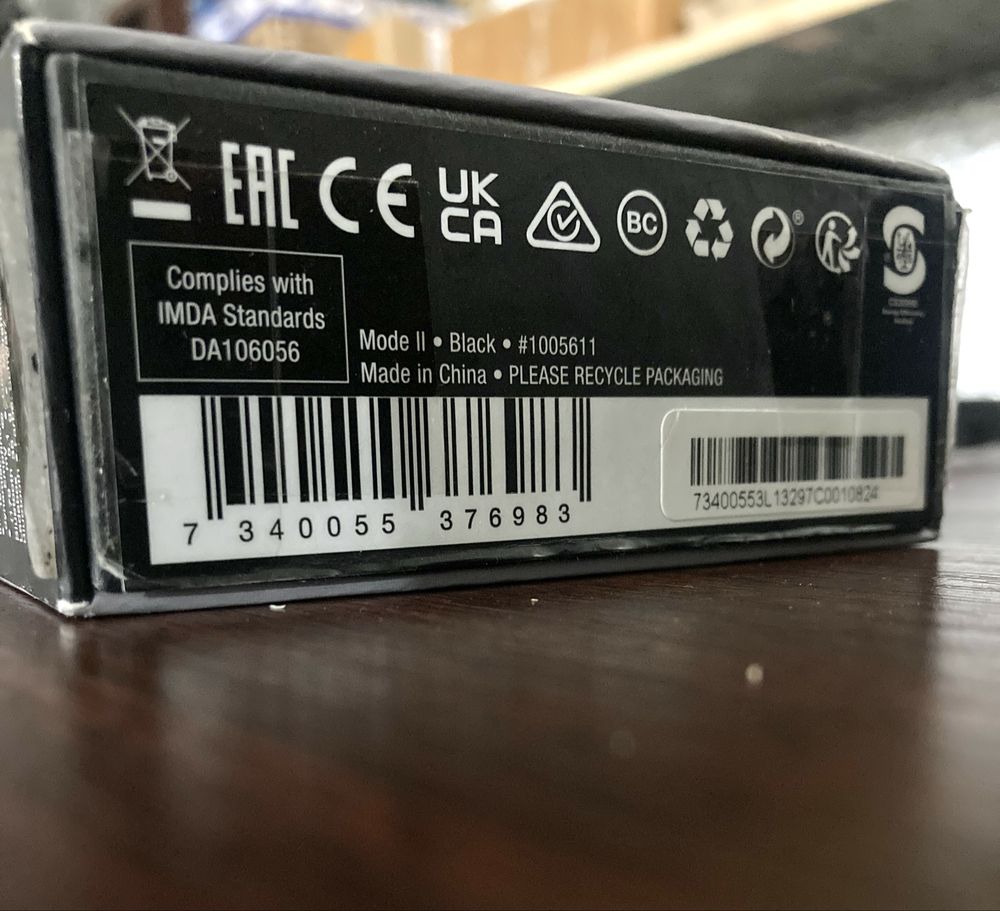 EAC CE UK
CA BC ®
Complies with
IMDA Standards
DA106056
Mode II • Black • #1005611
Made in China • PLEASE RECYCLE PACKAGING
7 340055 376983
73400553L13297C0010824